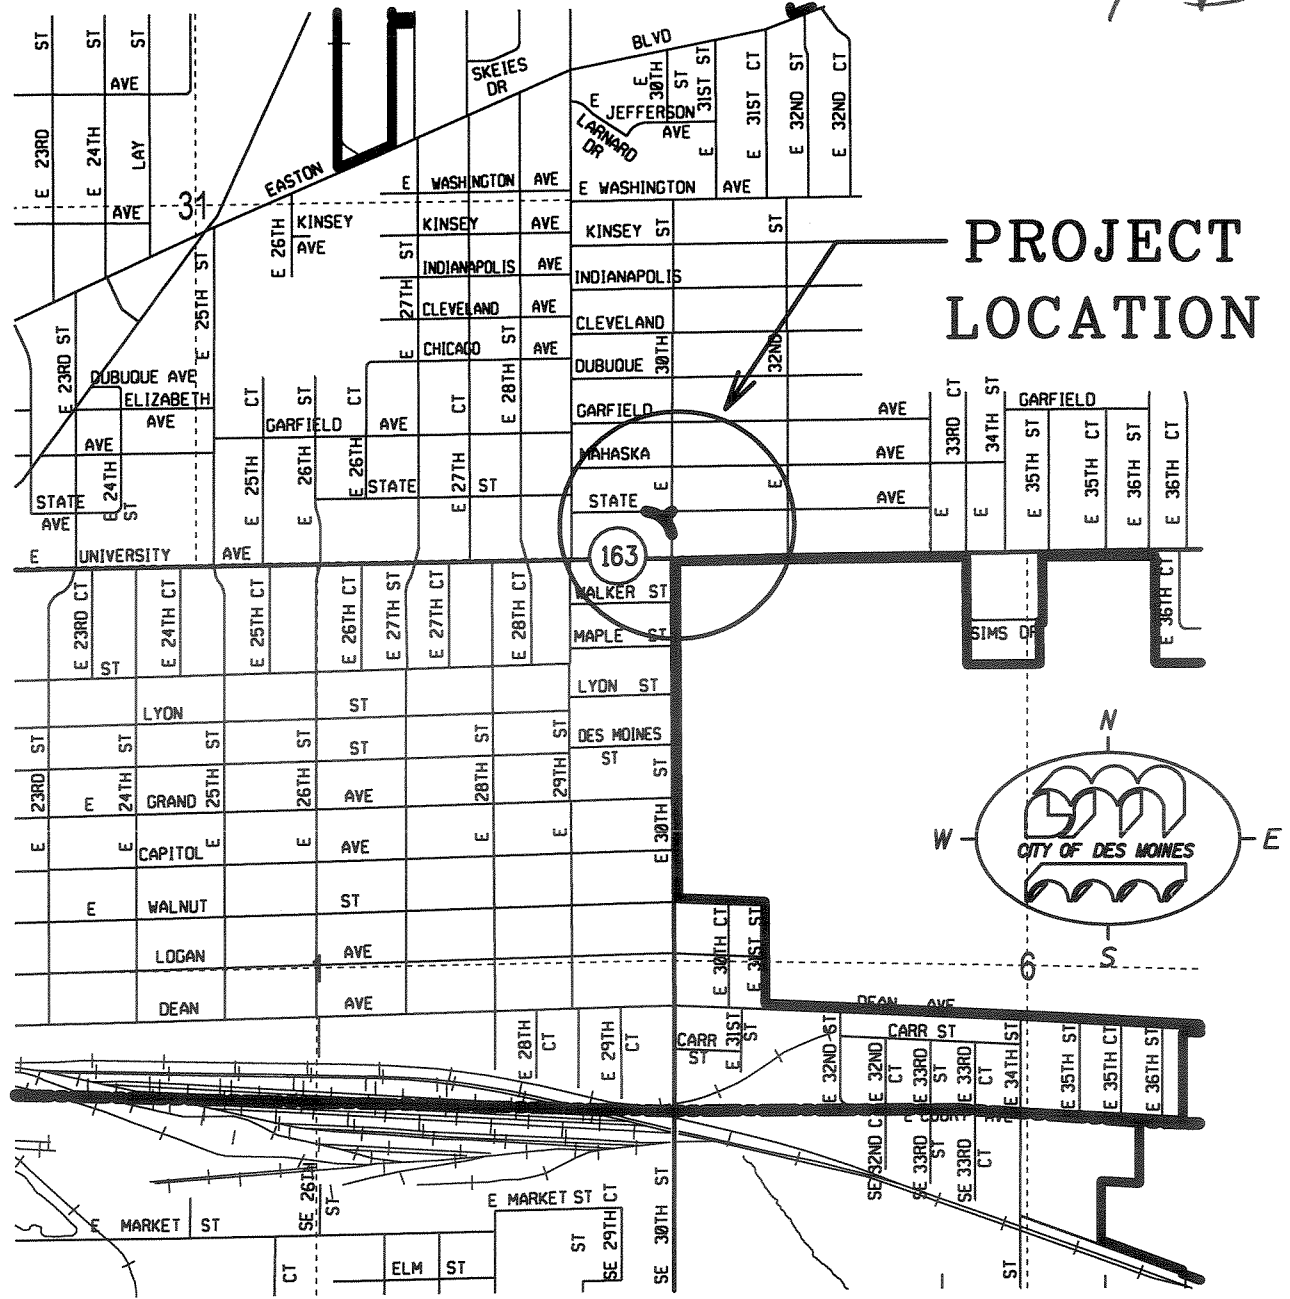 PROJECT
LOCATION
BLVD
SKEIES
DR
E 23RD ST
E 24TH ST
LAY ST
AVE
E 30TH ST
E 31ST ST
E 31ST CT
E 32ND ST
E 32ND CT
E JEFFERSON
AVE
LARNARD
DR
EASTON
31
AVE
E WASHINGTON AVE
E WASHINGTON AVE
E 26TH
KINSEY
AVE
KINSEY AVE
KINSEY ST
ST
INDIANAPOLIS AVE
INDIANAPOLIS
E 25TH ST
E 27TH ST
CLEVELAND AVE
CLEVELAND
E 23RD ST
CHICAGO AVE
E 28TH ST
DUBUQUE
E 30TH
E 32ND
DUBUQUE AVE
ELIZABETH
AVE
GARFIELD AVE
GARFIELD AVE
GARFIELD
E 25TH CT
E 26TH ST
E 26TH CT
E 27TH CT
E 33RD CT
E 34TH ST
E 35TH ST
E 35TH CT
E 36TH ST
E 36TH CT
AVE
MAHASKA AVE
STATE
AVE
E 24TH
ST
STATE ST
STATE AVE
E UNIVERSITY AVE
163
WALKER ST
MAPLE ST
SIMS DR
E 36TH CT
E 23RD CT
ST
E 24TH CT
E 25TH CT
E 26TH CT
E 27TH ST
E 27TH CT
E 28TH CT
LYON ST
LYON ST
ST
DES MOINES
ST
E 23RD ST
E 24TH ST
E 25TH ST
E 26TH ST
E 28TH ST
E 29TH ST
E 30TH ST
E GRAND AVE
CAPITOL AVE
E WALNUT ST
LOGAN AVE
DEAN AVE
N
W
E
S
CITY OF DES MOINES
6
E 30TH CT
E 31ST ST
DEAN AVE
E 28TH CT
E 29TH CT
CARR
ST
E 31ST ST
CARR ST
E 32ND ST
E 32ND CT
E 33RD ST
E 33RD CT
E 34TH ST
E 35TH ST
E 35TH CT
E 36TH ST
E COURT AVE
SE 32ND C
SE 33RD ST
SE 33RD CT
SE 26TH ST
E MARKET ST
E MARKET ST
SE 29TH CT
SE 30TH ST
ST
CT
ELM ST
ST